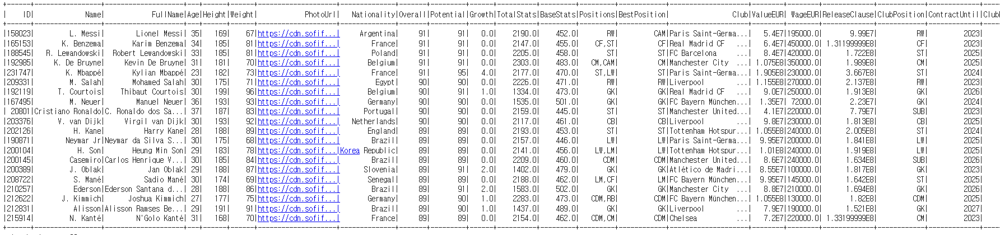 |    ID|             Name|         FullName|Age|Height|Weight|            PhotoUrl|   Nationality|Overall|Potential|Growth|TotalStats|BaseStats|Positions|BestPosition|                Club|ValueEUR| WageEUR|ReleaseClause|ClubPosition|ContractUntil|Club
|158023|         L. Messi|     Lionel Messi| 35|   169|    67|https://cdn.sofif...|     Argentina|     91|       91|   0.0|    2190.0|    452.0|       RW|         CAM|Paris Saint-Germa...|   5.4E7|195000.0|       9.99E7|          RW|         2023|
|165153|       K. Benzema|    Karim Benzema| 34|   185|    81|https://cdn.sofif...|        France|     91|       91|   0.0|    2147.0|    455.0|    CF,ST|          CF|Real Madrid CF   ...|   6.4E7|450000.0| 1.31199999E8|          CF|         2023|
|188545|   R. Lewandowski|Robert Lewandowski| 33|   185|    81|https://cdn.sofif...|        Poland|     91|       91|   0.0|    2205.0|    458.0|       ST|          ST|FC Barcelona     ...|   8.4E7|420000.0|      1.722E8|          ST|         2025|
|192985|     K. De Bruyne|  Kevin De Bruyne| 31|   181|    70|https://cdn.sofif...|       Belgium|     91|       91|   0.0|    2303.0|    483.0|   CM,CAM|          CM|Manchester City  ...| 1.075E8|350000.0|      1.989E8|          CM|         2025|
|231747|        K. Mbappé|    Kylian Mbappé| 23|   182|    73|https://cdn.sofif...|        France|     91|       95|   4.0|    2177.0|    470.0|    ST,LW|          ST|Paris Saint-Germa...| 1.905E8|230000.0|      3.667E8|          ST|         2024|
|209331|         M. Salah|    Mohamed Salah| 30|   175|    71|https://cdn.sofif...|         Egypt|     90|       90|   0.0|    2226.0|    471.0|       RW|          RW|Liverpool        ...| 1.155E8|270000.0|      2.137E8|          RW|         2023|
|192119|      T. Courtois| Thibaut Courtois| 30|   199|    96|https://cdn.sofif...|       Belgium|     90|       91|   1.0|    1334.0|    473.0|       GK|          GK|Real Madrid CF   ...|   9.0E7|250000.0|      1.913E8|          GK|         2026|
|167495|         M. Neuer|     Manuel Neuer| 36|   193|    93|https://cdn.sofif...|       Germany|     90|       90|   0.0|    1535.0|    501.0|       GK|          GK|FC Bayern München...|  1.35E7| 72000.0|       2.23E7|          GK|         2024|
| 20801|Cristiano Ronaldo|C. Ronaldo dos Sa...| 37|   187|    83|https://cdn.sofif...|      Portugal|     90|       90|   0.0|    2159.0|    445.0|       ST|          ST|Manchester United...|   4.1E7|220000.0|       7.79E7|         SUB|         2023|
|203376|      V. van Dijk|  Virgil van Dijk| 30|   193|    92|https://cdn.sofif...|   Netherlands|     90|       90|   0.0|    2117.0|    461.0|       CB|          CB|Liverpool        ...|   9.8E7|230000.0|      1.813E8|          CB|         2025|
|202126|          H. Kane|       Harry Kane| 28|   188|    89|https://cdn.sofif...|       England|     89|       89|   0.0|    2193.0|    453.0|       ST|          ST|Tottenham Hotspur...| 1.055E8|240000.0|      2.005E8|          ST|         2024|
|190871|        Neymar Jr|Neymar da Silva S...| 30|   175|    68|https://cdn.sofif...|        Brazil|     89|       89|   0.0|    2157.0|    446.0|       LW|          LW|Paris Saint-Germa...|  9.95E7|200000.0|      1.841E8|          LW|         2025|
|200104|           H. Son|    Heung Min Son| 29|   183|    78|https://cdn.sofif...|Korea Republic|     89|       89|   0.0|    2141.0|    456.0|    LW,LM|          LW|Tottenham Hotspur...|  1.01E8|240000.0|      1.919E8|          LW|         2025|
|200145|         Casemiro|Carlos Henrique V...| 30|   185|    84|https://cdn.sofif...|        Brazil|     89|       89|   0.0|    2209.0|    460.0|      CDM|         CDM|Manchester United...|   8.6E7|240000.0|      1.634E8|         SUB|         2026|
|200389|         J. Oblak|        Jan Oblak| 29|   188|    87|https://cdn.sofif...|      Slovenia|     89|       91|   2.0|    1402.0|    479.0|       GK|          GK|Atlético de Madri...|  8.55E7|100000.0|      1.817E8|          GK|         2023|
|208722|          S. Mané|       Sadio Mané| 30|   174|    69|https://cdn.sofif...|       Senegal|     89|       89|   0.0|    2188.0|    462.0|    LM,CF|          LM|FC Bayern München...|  9.95E7|145000.0|      1.642E8|          ST|         2025|
|210257|          Ederson|Ederson Santana d...| 28|   188|    86|https://cdn.sofif...|        Brazil|     89|       91|   2.0|    1583.0|    502.0|       GK|          GK|Manchester City  ...|   8.8E7|210000.0|      1.694E8|          GK|         2026|
|212622|       J. Kimmich|   Joshua Kimmich| 27|   177|    75|https://cdn.sofif...|       Germany|     89|       90|   1.0|    2283.0|    473.0|   CDM,RB|         CDM|FC Bayern München...| 1.055E8|130000.0|       1.82E8|         CDM|         2025|
|212831|          Alisson|Alisson Ramses Be...| 29|   191|    91|https://cdn.sofif...|        Brazil|     89|       90|   1.0|    1437.0|    489.0|       GK|          GK|Liverpool        ...|   7.9E7|190000.0|      1.521E8|          GK|         2027|
|215914|         N. Kanté|     N'Golo Kanté| 31|   168|    70|https://cdn.sofif...|        France|     89|       89|   0.0|    2154.0|    462.0|   CDM,CM|         CDM|Chelsea          ...|   7.2E7|220000.0| 1.33199999E8|          CM|         2023|